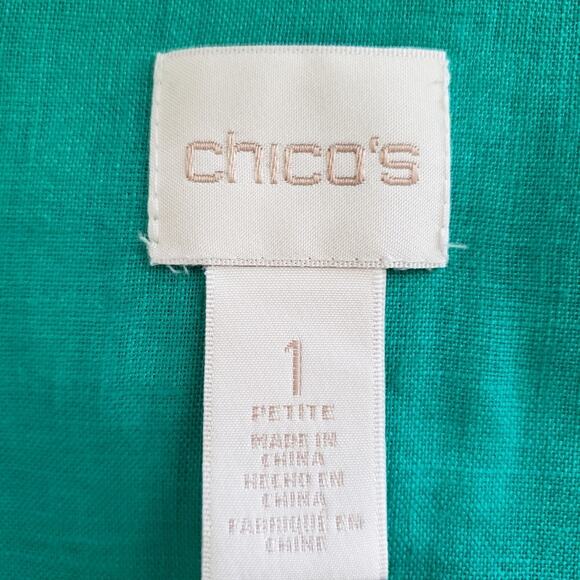 chico's
1
PETITE
MADE IN
CHINA
HECHO EN
CHINA
FABRIQUÉ EN
CHINE